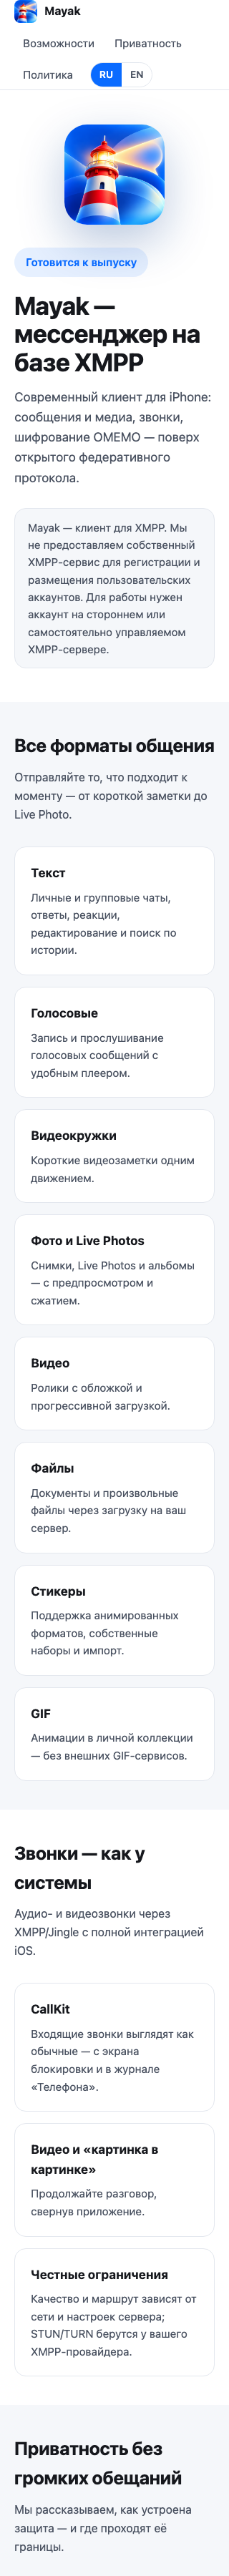 Mayak
Возможности
Приватность
Политика
RU
EN
Готовится к выпуску
Mayak —
мессенджер на
базе XMPP
Современный клиент для iPhone:
сообщения и медиа, звонки,
шифрование OMEMO — поверх
открытого федеративного
протокола.
Mayak — клиент для XMPP. Мы
не предоставляем собственный
XMPP-сервис для регистрации и
размещения пользовательских
аккаунтов. Для работы нужен
аккаунт на стороннем или
самостоятельно управляемом
XMPP-сервере.
Все форматы общения
Отправляйте то, что подходит к
моменту — от короткой заметки до
Live Photo.
Текст
Личные и групповые чаты,
ответы, реакции,
редактирование и поиск по
истории.
Голосовые
Запись и прослушивание
голосовых сообщений с
удобным плеером.
Видеокружки
Короткие видеозаметки одним
движением.
Фото и Live Photos
Снимки, Live Photos и альбомы
— с предпросмотром и
сжатием.
Видео
Ролики с обложкой и
прогрессивной загрузкой.
Файлы
Документы и произвольные
файлы через загрузку на ваш
сервер.
Стикеры
Поддержка анимированных
форматов, собственные
наборы и импорт.
GIF
Анимации в личной коллекции
— без внешних GIF-сервисов.
Звонки — как у
системы
Аудио- и видеозвонки через
XMPP/Jingle с полной интеграцией
iOS.
CallKit
Входящие звонки выглядят как
обычные — с экрана
блокировки и в журнале
«Телефона».
Видео и «картинка в
картинке»
Продолжайте разговор,
свернув приложение.
Честные ограничения
Качество и маршрут зависят от
сети и настроек сервера;
STUN/TURN берутся у вашего
XMPP-провайдера.
Приватность без
громких обещаний
Мы рассказываем, как устроена
защита — и где проходят её
границы.